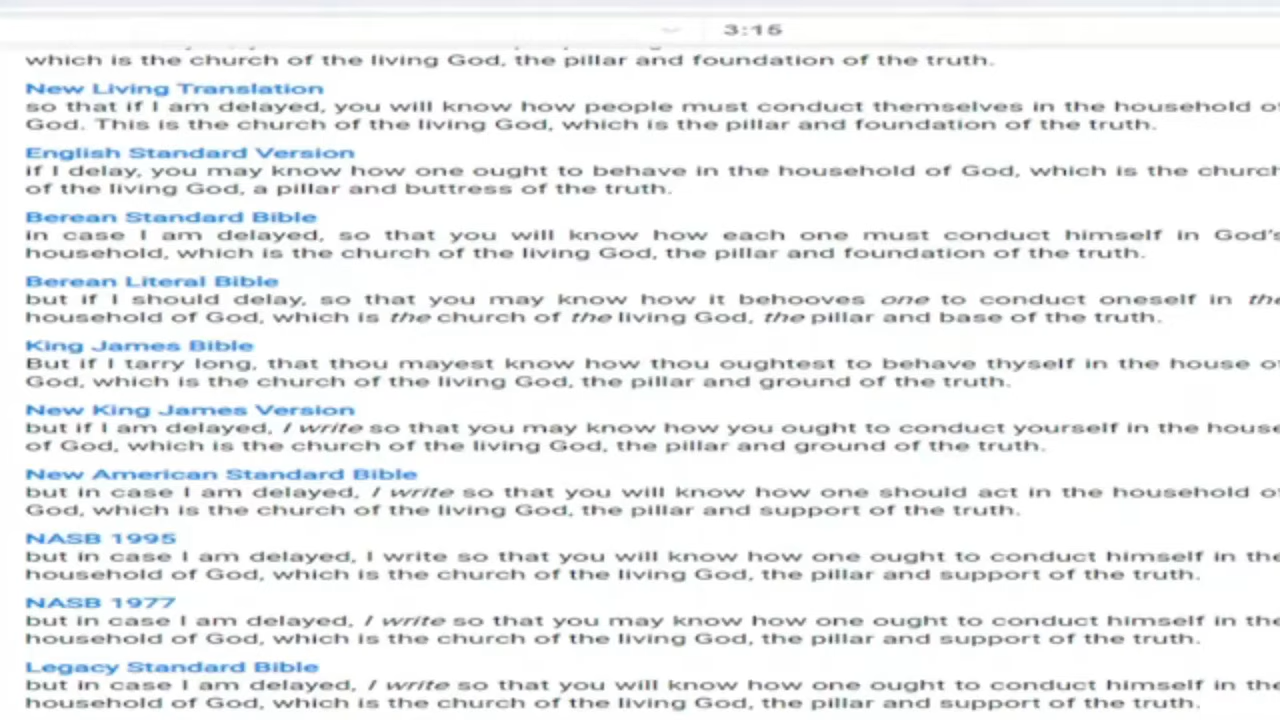 3:15
which is the church of the living God, the pillar and foundation of the truth.
New Living Translation
so that if I am delayed, you will know how people must conduct themselves in the household of
God. This is the church of the living God, which is the pillar and foundation of the truth.
English Standard Version
if I delay, you may know how one ought to behave in the household of God, which is the church
of the living God, a pillar and buttress of the truth.
Berean Standard Bible
in case I am delayed, so that you will know how each one must conduct himself in God's
household, which is the church of the living God, the pillar and foundation of the truth.
Berean Literal Bible
but if I should delay, so that you may know how it behooves one to conduct oneself in the
household of God, which is the church of the living God, the pillar and base of the truth.
King James Bible
But if I tarry long, that thou mayest know how thou oughtest to behave thyself in the house of
God, which is the church of the living God, the pillar and ground of the truth.
New King James Version
but if I am delayed, I write so that you may know how you ought to conduct yourself in the house
of God, which is the church of the living God, the pillar and ground of the truth.
New American Standard Bible
but in case I am delayed, I write so that you will know how one should act in the household of
God, which is the church of the living God, the pillar and support of the truth.
NASB 1995
but in case I am delayed, I write so that you will know how one ought to conduct himself in the
household of God, which is the church of the living God, the pillar and support of the truth.
NASB 1977
but in case I am delayed, I write so that you may know how one ought to conduct himself in the
household of God, which is the church of the living God, the pillar and support of the truth.
Legacy Standard Bible
but in case I am delayed, I write so that you will know how one ought to conduct himself in the
household of God, which is the church of the living God, the pillar and support of the truth.